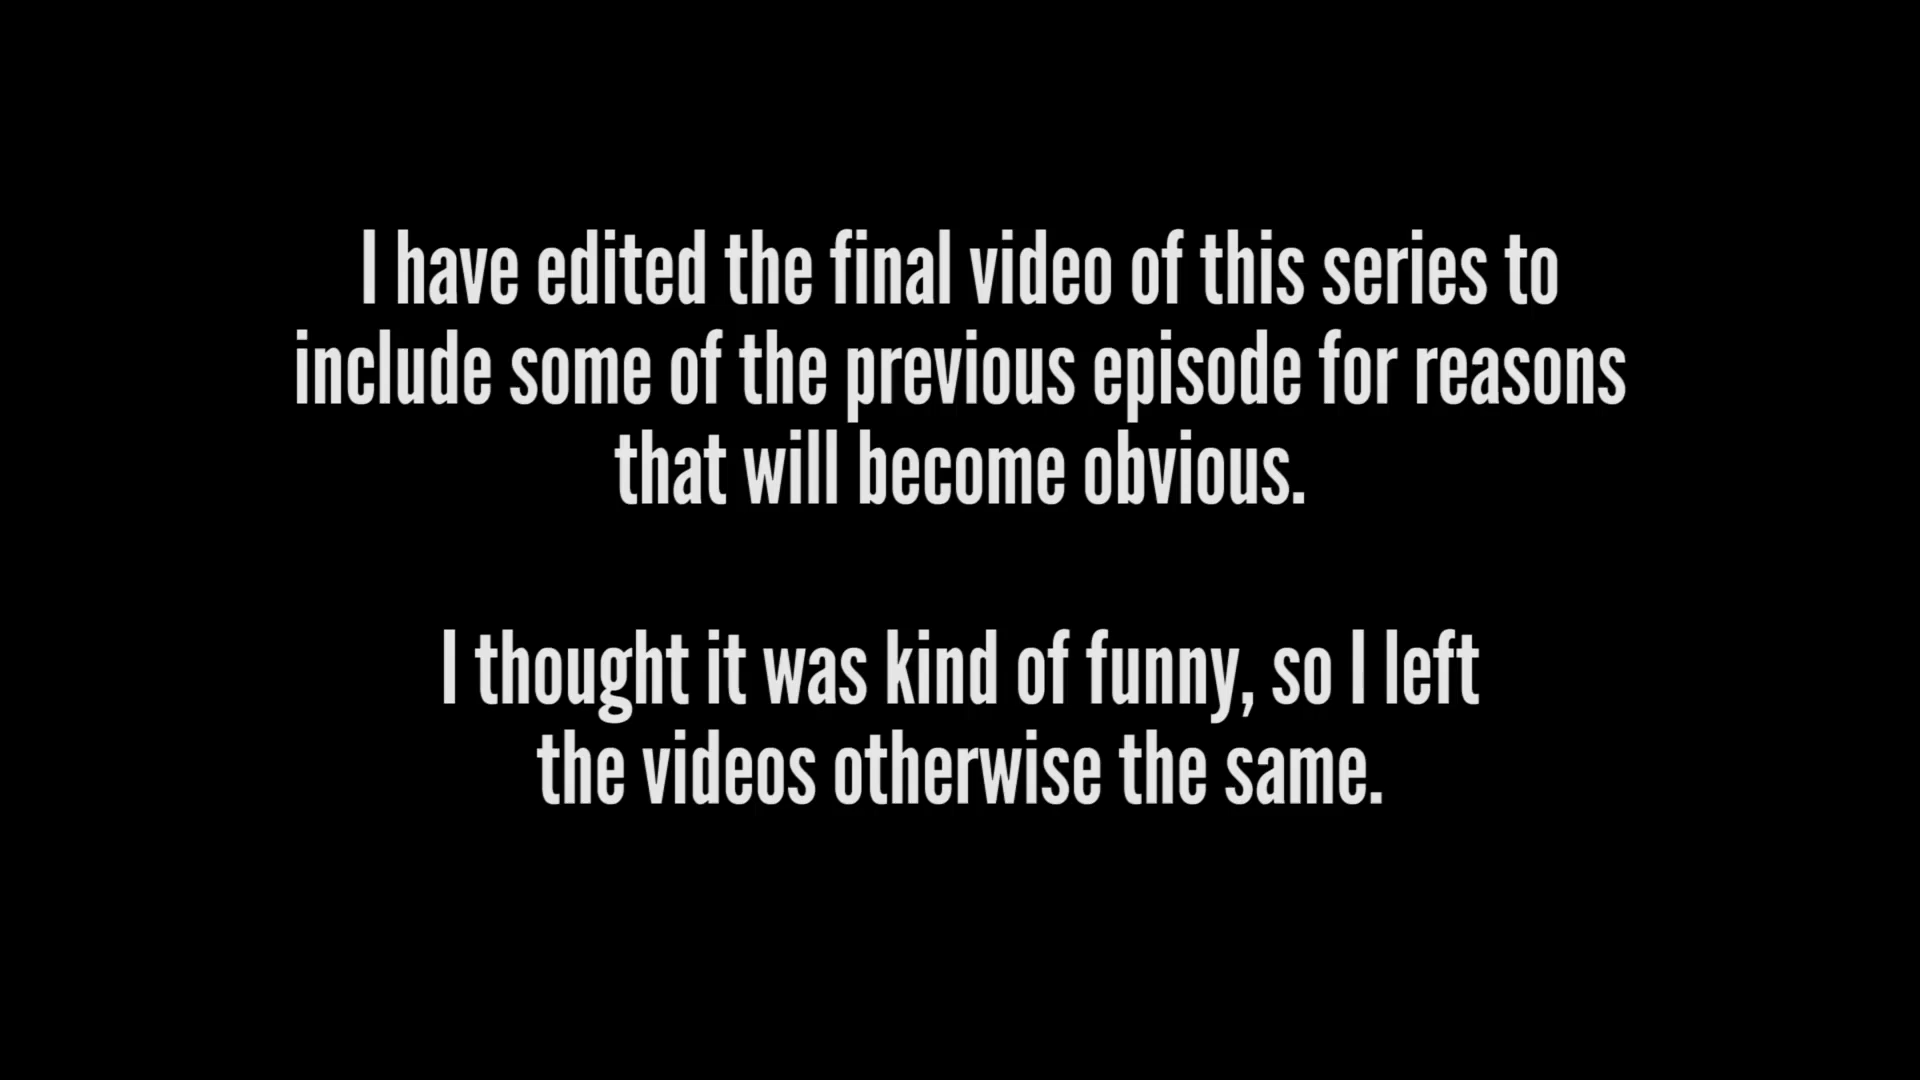 I have edited the final video of this series to
include some of the previous episode for reasons
that will become obvious.
I thought it was kind of funny, so I left
the videos otherwise the same.